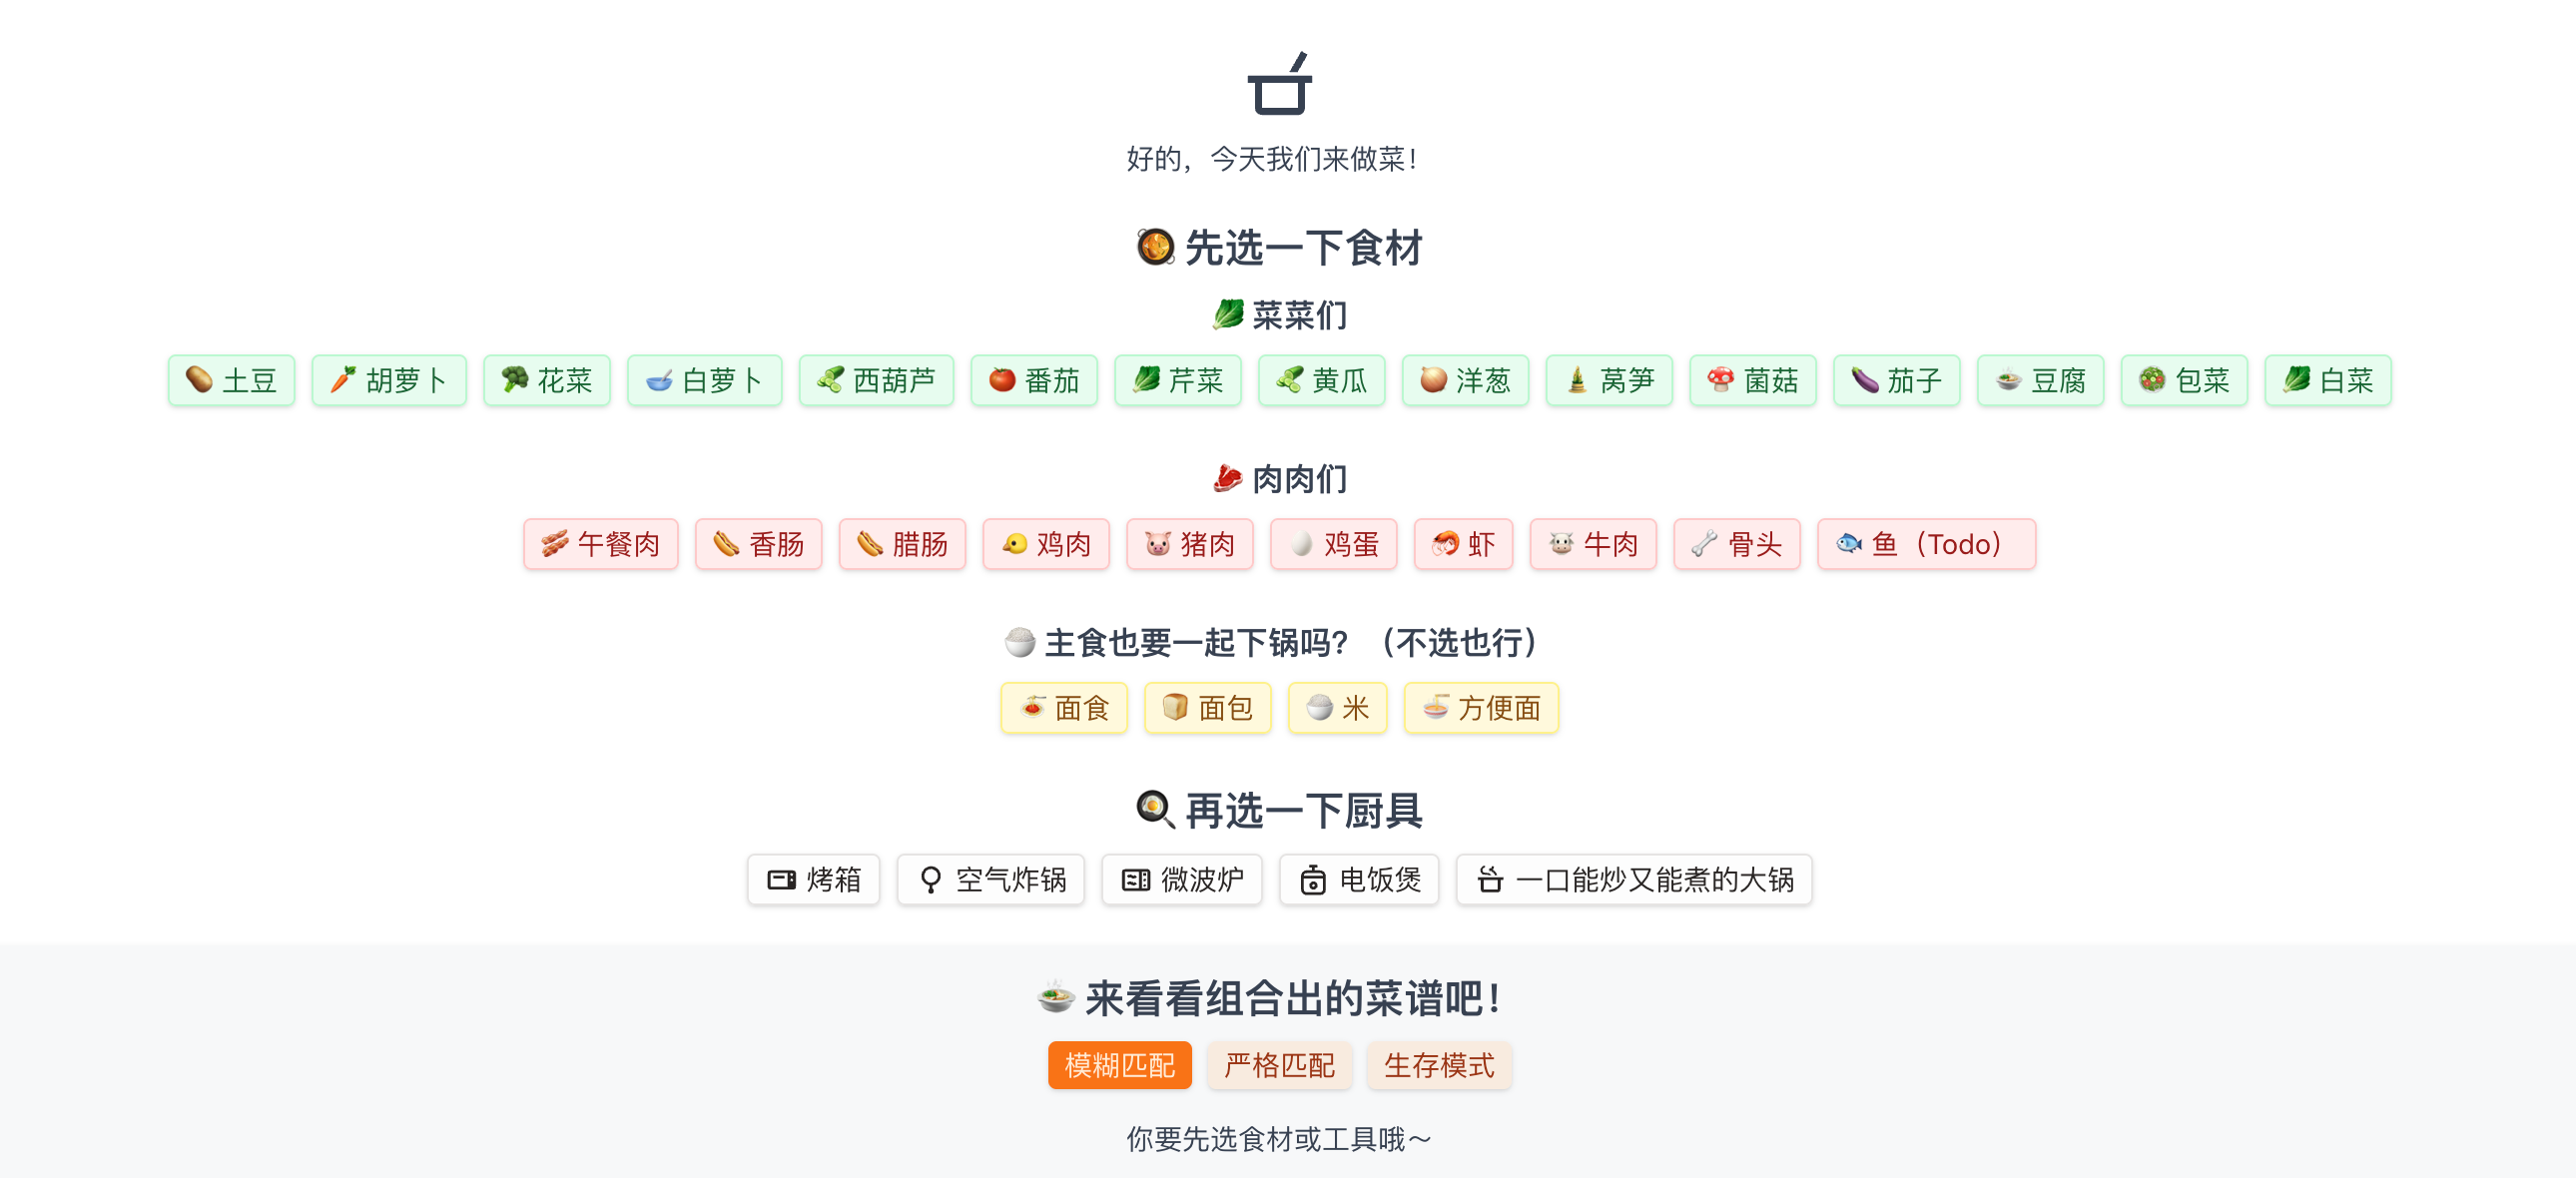 好的，今天我们来做菜！
🥘 先选一下食材
🥬 菜菜们
🥔 土豆 🥕 胡萝卜 🥦 花菜 🥣 白萝卜 🥒 西葫芦 🍅 番茄 🥬 芹菜 🥒 黄瓜 🧅 洋葱 🎍 莴笋 🍄 菌菇 🍆 茄子 🍲 豆腐 🥗 包菜 🥬 白菜
🥩 肉肉们
🥓 午餐肉 🌭 香肠 🌭 腊肠 🐤 鸡肉 🐷 猪肉 🥚 鸡蛋 🦐 虾 🐮 牛肉 🦴 骨头 🐟 鱼（Todo）
🍚 主食也要一起下锅吗？（不选也行）
🍝 面食 🍞 面包 🍚 米 🍜 方便面
🍳 再选一下厨具
烤箱 空气炸锅 微波炉 电饭煲 一口能炒又能煮的大锅
🍲 来看看组合出的菜谱吧！
模糊匹配 严格匹配 生存模式
你要先选食材或工具哦～